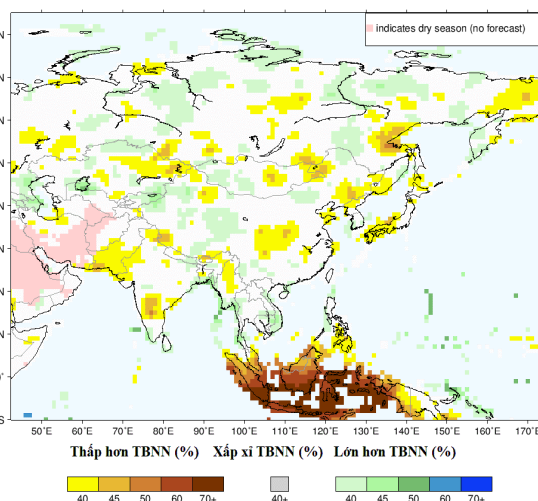 indicates dry season (no forecast)
N
N
N
N
N
N
N
N
0°
S
50°E 60°E 70°E 80°E 90°E 100°E 110°E 120°E 130°E 140°E 150°E 160°E 170°E
Thấp hơn TBNN (%) Xấp xỉ TBNN (%) Lớn hơn TBNN (%)
40 45 50 60 70+ 40+ 40 45 50 60 70+